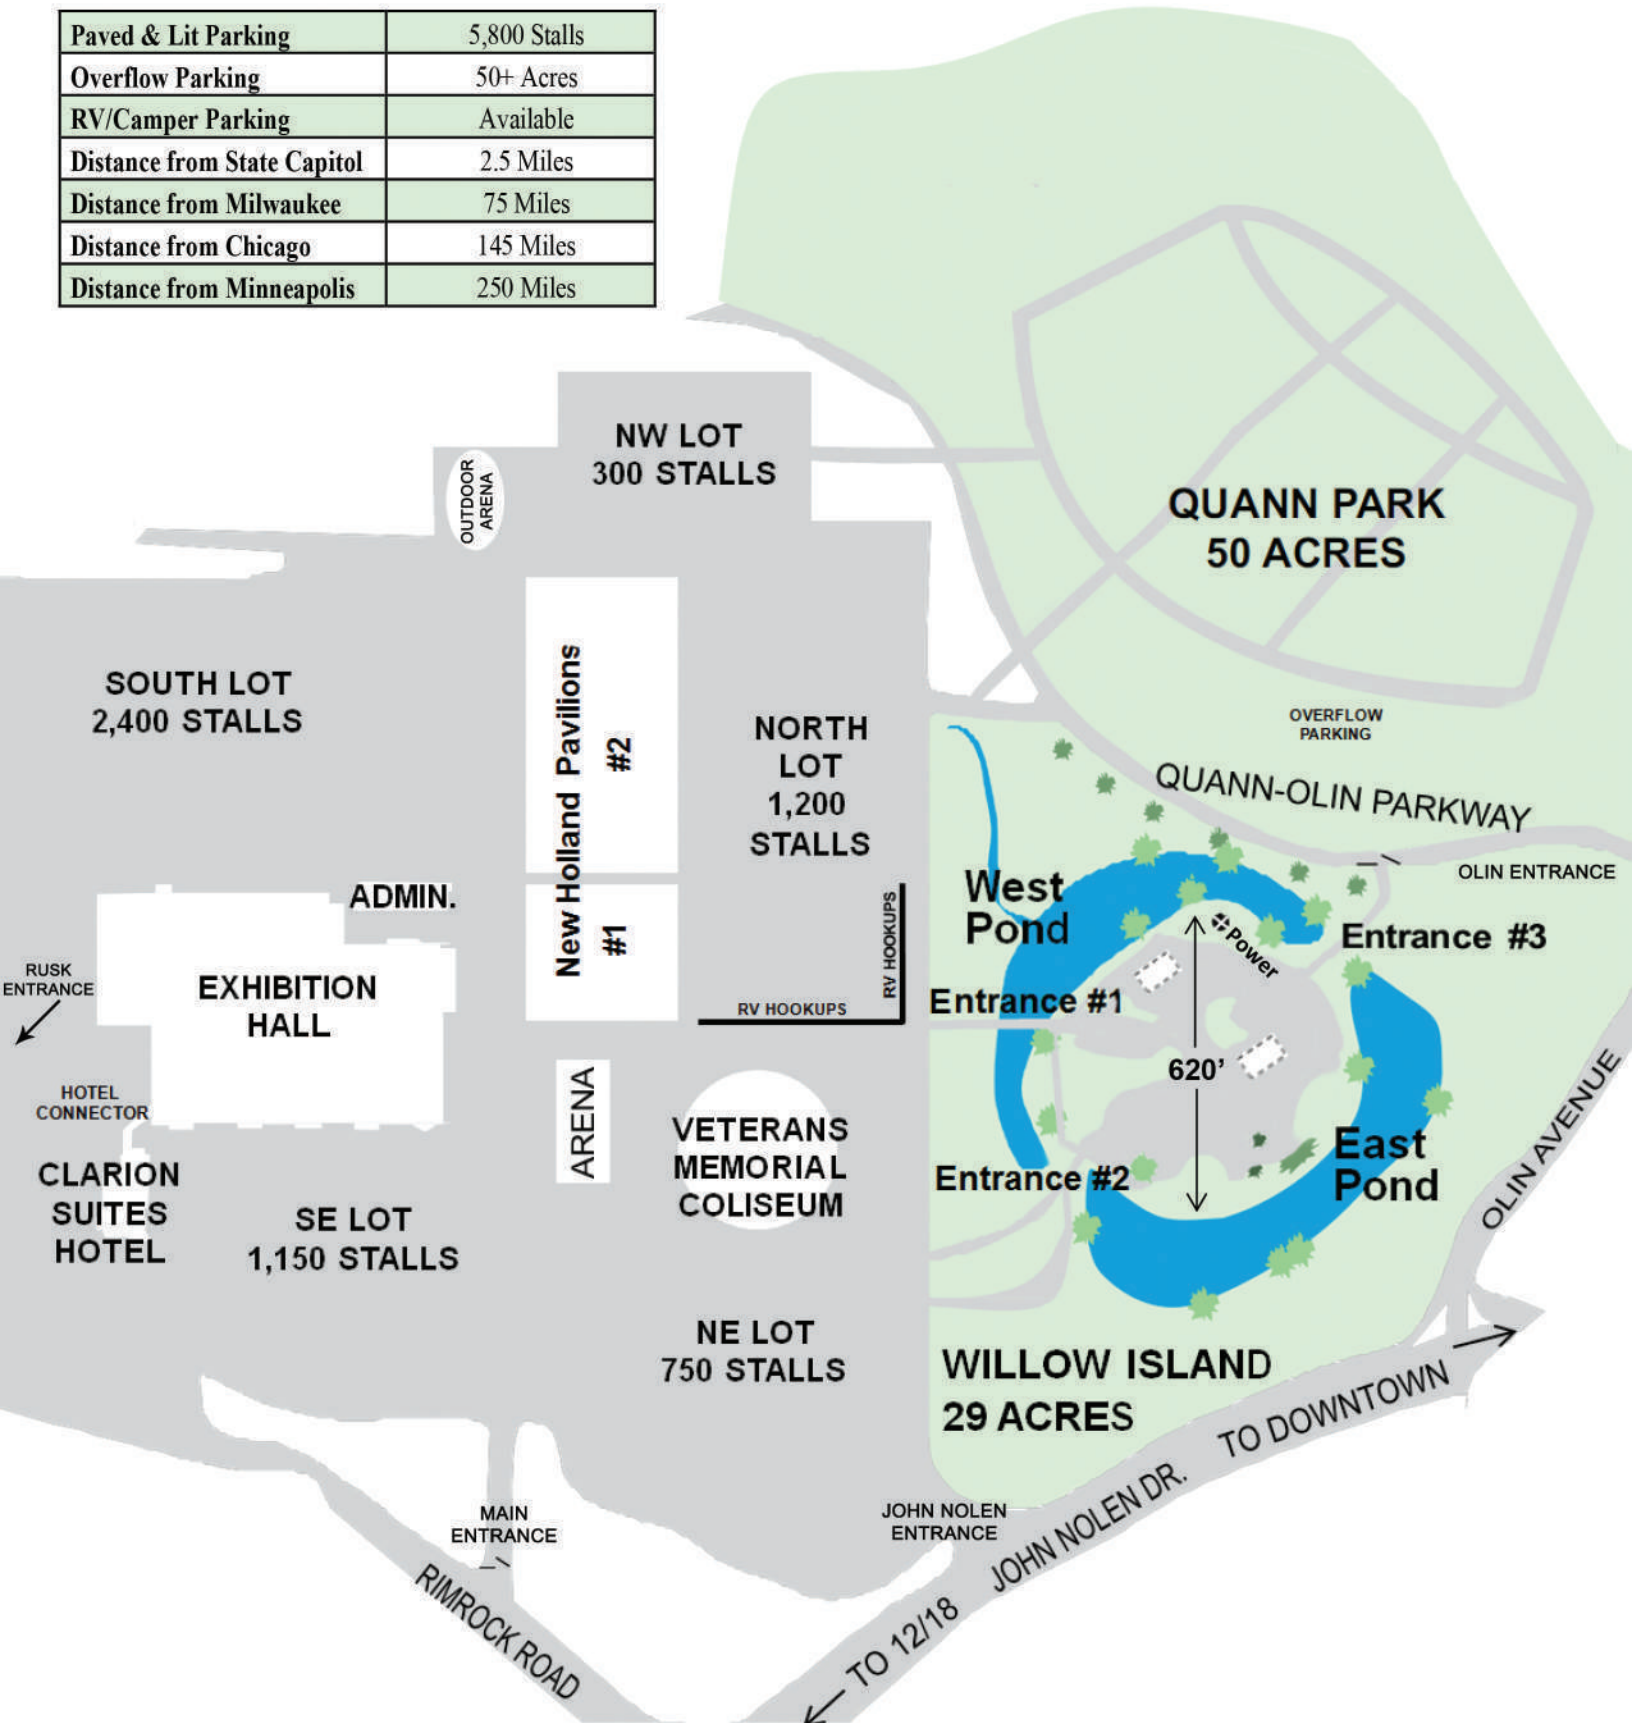 Paved & Lit Parking 5,800 Stalls
Overflow Parking 50+ Acres
RV/Camper Parking Available
Distance from State Capitol 2.5 Miles
Distance from Milwaukee 75 Miles
Distance from Chicago 145 Miles
Distance from Minneapolis 250 Miles
NW LOT
300 STALLS
OUTDOOR
ARENA
QUANN PARK
50 ACRES
SOUTH LOT
2,400 STALLS
New Holland Pavilions
#2
#1
NORTH
LOT
1,200
STALLS
OVERFLOW
PARKING
QUANN-OLIN PARKWAY
OLIN ENTRANCE
West
Pond
Power
Entrance #3
ADMIN.
RV HOOKUPS
RV HOOKUPS
RUSK
ENTRANCE
EXHIBITION
HALL
Entrance #1
620’
HOTEL
CONNECTOR
ARENA
VETERANS
MEMORIAL
COLISEUM
East
Pond
Entrance #2
OLIN AVENUE
CLARION
SUITES
HOTEL
SE LOT
1,150 STALLS
NE LOT
750 STALLS
WILLOW ISLAND
29 ACRES
TO DOWNTOWN
JOHN NOLEN DR.
JOHN NOLEN
ENTRANCE
MAIN
ENTRANCE
RIMROCK ROAD
TO 12/18